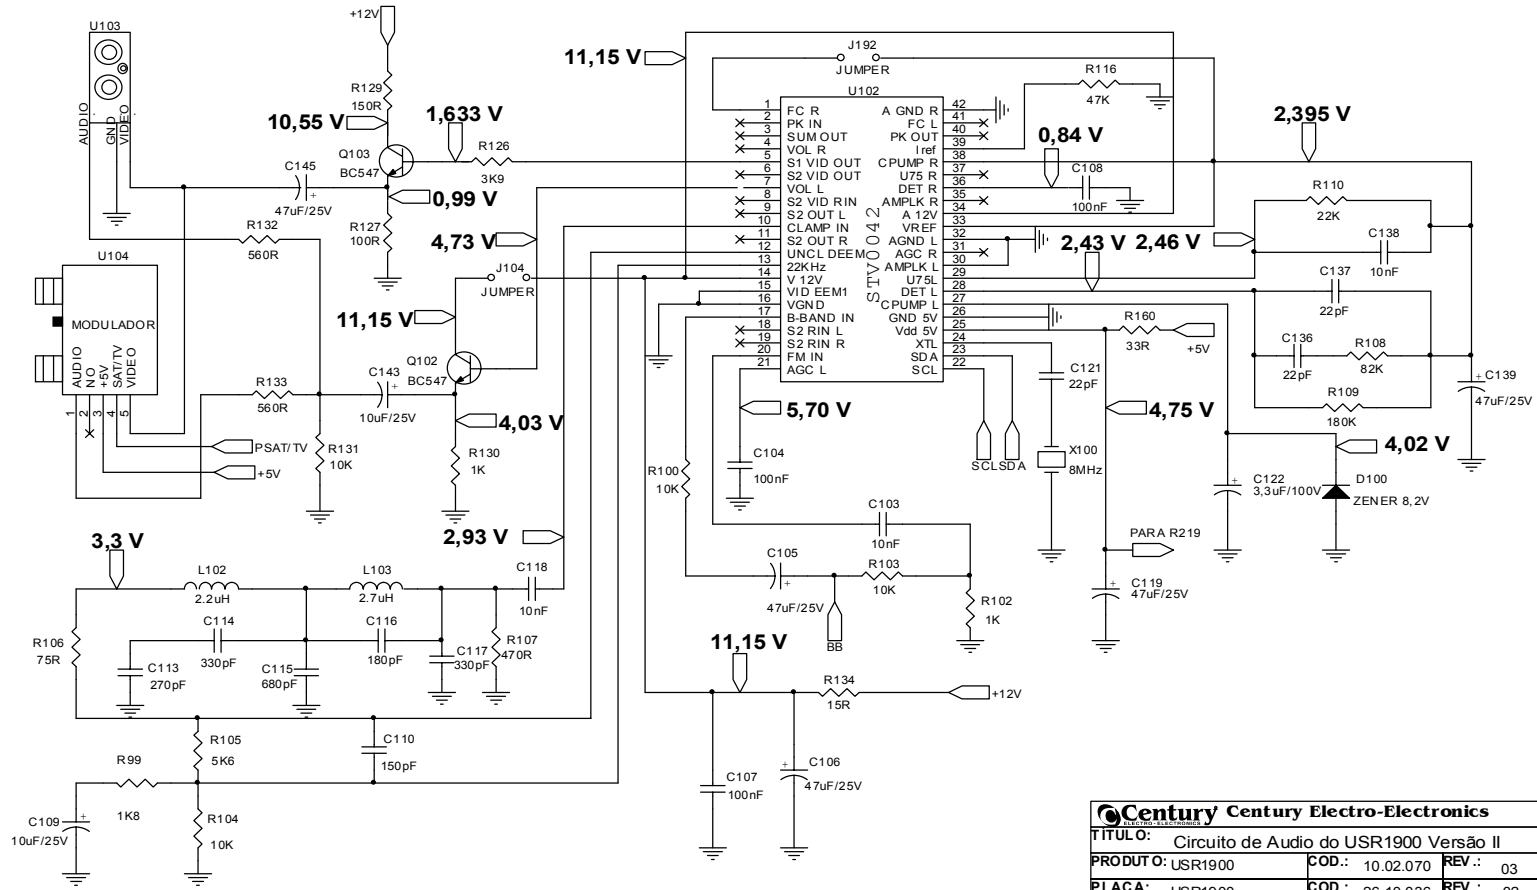 U103
AUDIO
GND
VIDEO
+12V
R129
150R
10,55 V
1,633 V
Q103
BC547
R126
3K9
C145
47uF/25V
0,99 V
R127
100R
R132
560R
4,73 V
U104
MODULADOR
AUDIO
NO
+5V
SAT/TV
VIDEO
1
2
3
4
5
J104
JUMPER
11,15 V
Q102
BC547
R133
560R
C143
10uF/25V
4,03 V
PSAT/TV
+5V
R131
10K
R130
1K
11,15 V
J192
JUMPER
U102
STV0042
1 FC R
2 PK IN
3 SUM OUT
4 VOL R
5 S1 VID OUT
6 S2 VID OUT
7 VOL L
8 S2 VID RIN
9 S2 OUT L
10 CLAMP IN
11 S2 OUT R
12 UNCL DEEM
13 22KHz
14 V 12V
15 VID EEM1
16 VGND
17 B-BAND IN
18 S2 RIN L
19 S2 RIN R
20 FM IN
21 AGC L
A GND R 42
FC L 41
PK OUT 40
I ref 39
CPUMP R 38
U75 R 37
DET R 36
AMPLK R 35
A 12V 34
VREF 33
AGND L 32
AGC R 31
AMPLK L 30
U75L 29
DET L 28
CPUMP L 27
GND 5V 26
Vdd 5V 25
XTL 24
SDA 23
SCL 22
R116
47K
0,84 V
2,395 V
C108
100nF
R110
22K
2,43 V
2,46 V
C138
10nF
C137
22pF
R160
33R
+5V
C136
22pF
R108
82K
R109
180K
C139
47uF/25V
C121
22pF
4,75 V
4,02 V
5,70 V
C104
100nF
SCL
SDA
X100
8MHz
C122
3,3uF/100V
D100
ZENER 8,2V
R100
10K
C103
10nF
PARA R219
C105
47uF/25V
R103
10K
R102
1K
BB
C119
47uF/25V
3,3 V
2,93 V
L102
2.2uH
L103
2.7uH
C118
10nF
R106
75R
C114
330pF
C116
180pF
C113
270pF
C115
680pF
C117
330pF
R107
470R
11,15 V
R134
15R
+12V
R105
5K6
C110
150pF
R99
1K8
C109
10uF/25V
R104
10K
C107
100nF
C106
47uF/25V
Century Century Electro-Electronics
ELECTRO - ELECTRONICS
TÍTULO: Circuito de Audio do USR1900 Versão II
PRODUTO: USR1900 COD.: 10.02.070 REV.: 03
PLACA: USR1900 COD.: